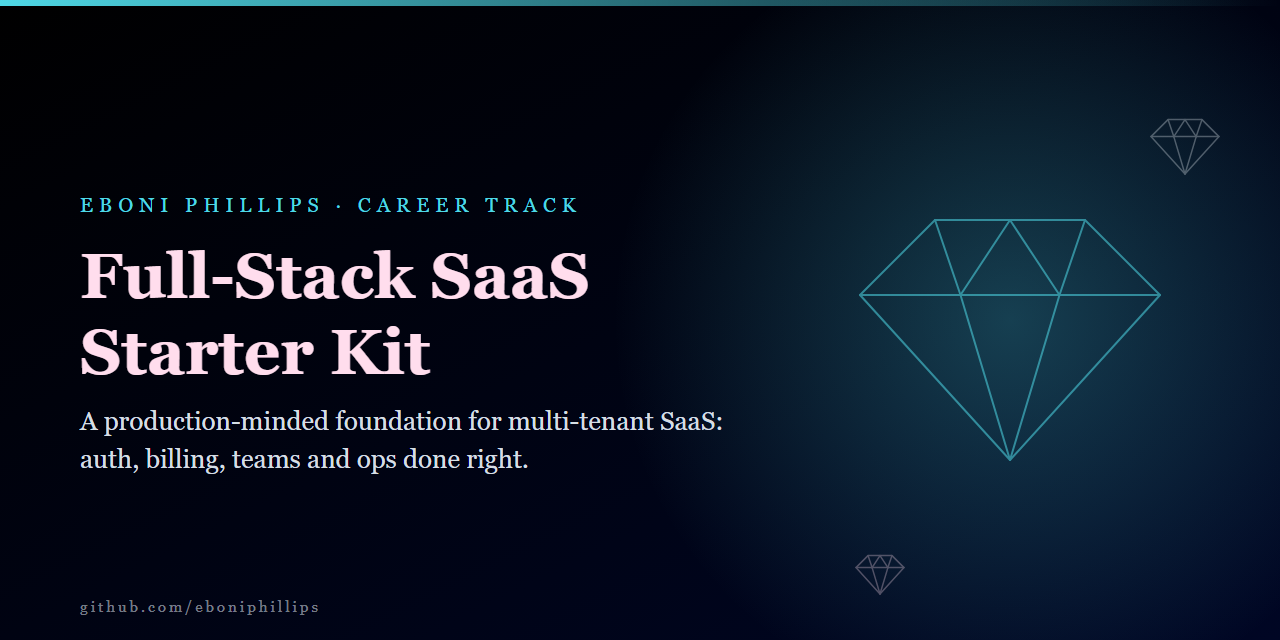 EBONI PHILLIPS · CAREER TRACK
Full-Stack SaaS
Starter Kit
A production-minded foundation for multi-tenant SaaS:
auth, billing, teams and ops done right.
github.com/eboniphillips